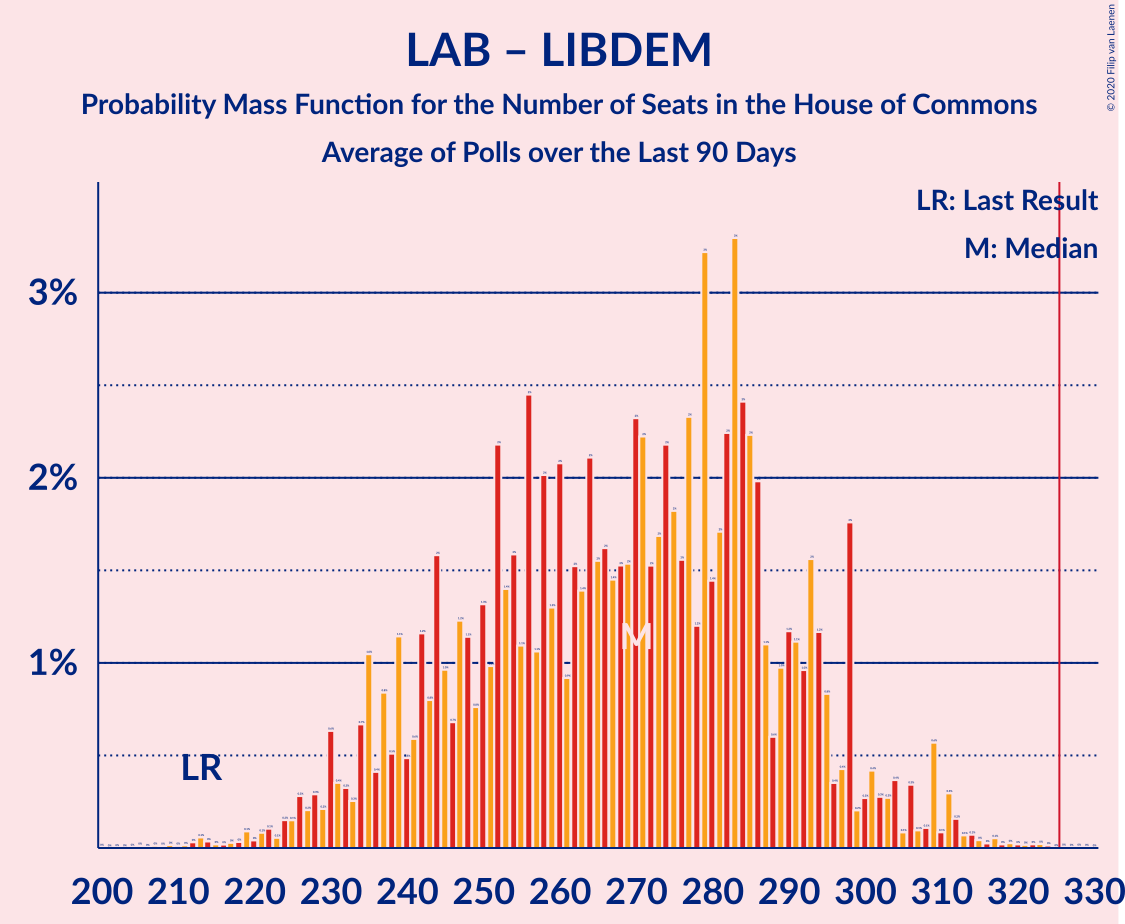 LAB – LIBDEM
Probability Mass Function for the Number of Seats in the House of Commons
Average of Polls over the Last 90 Days
© 2020 Filip van Laenen
LR: Last Result
M: Median
3%
2%
1%
LR
M
200 210 220 230 240 250 260 270 280 290 300 310 320 330